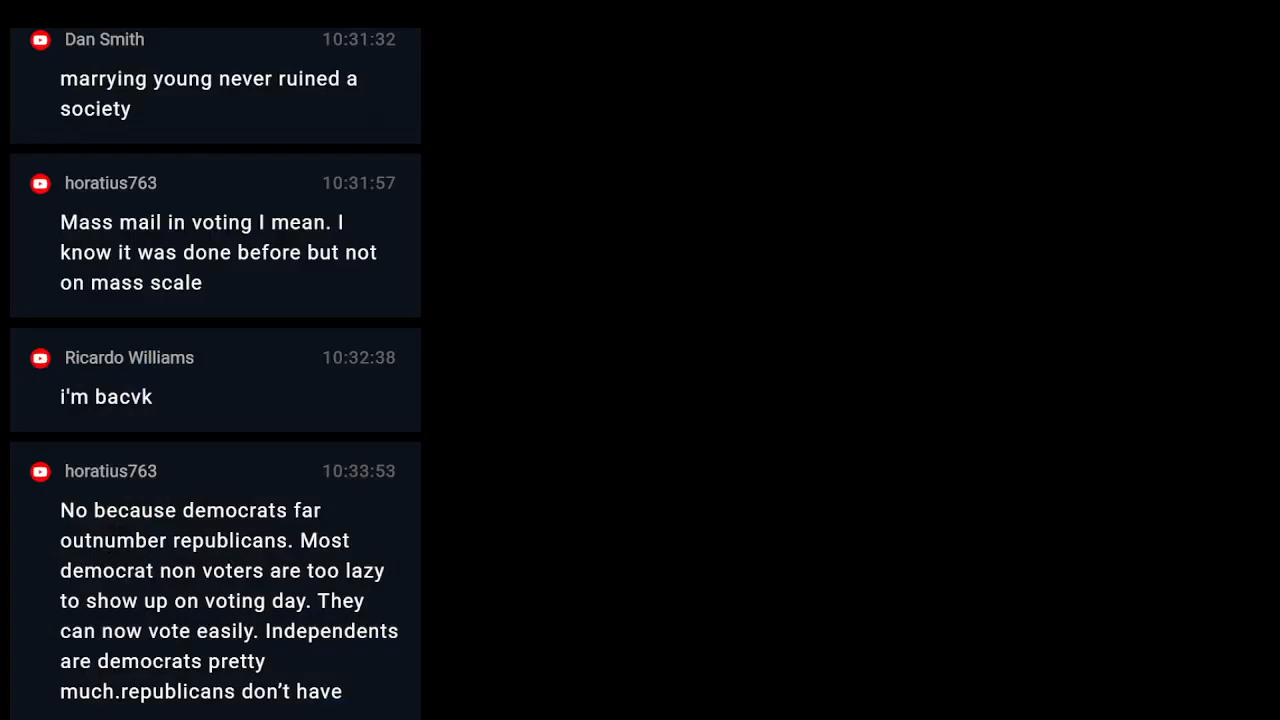 Dan Smith 10:31:32
marrying young never ruined a
society
horatius763 10:31:57
Mass mail in voting I mean. I
know it was done before but not
on mass scale
Ricardo Williams 10:32:38
i'm bacvk
horatius763 10:33:53
No because democrats far
outnumber republicans. Most
democrat non voters are too lazy
to show up on voting day. They
can now vote easily. Independents
are democrats pretty
much.republicans don’t have